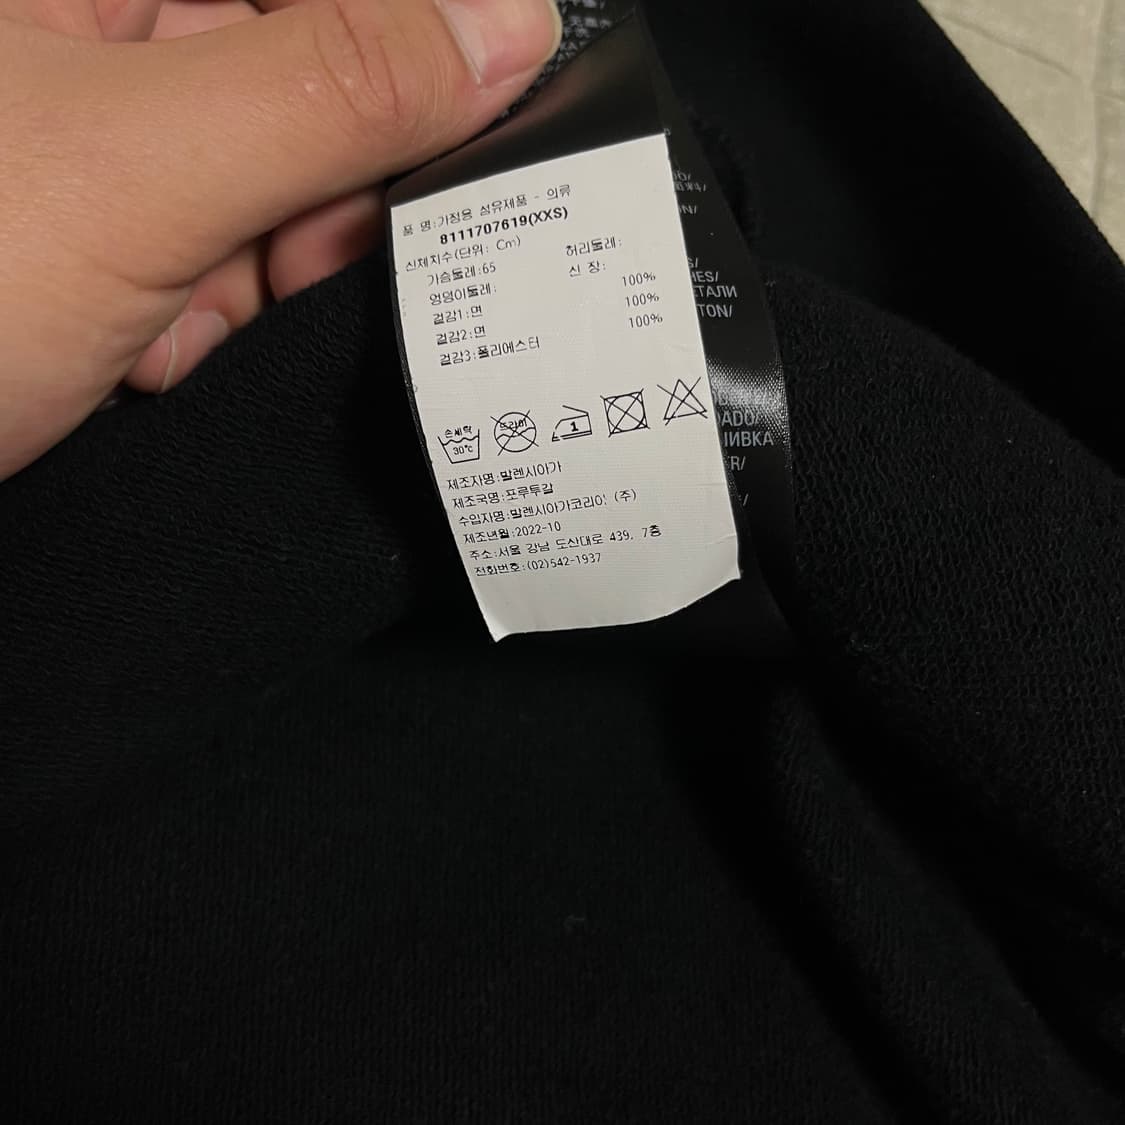 품 명:가정용 섬유제품 - 의류
8111707619(XXS)
신체치수(단위: Cm)
가슴둘레:65 허리둘레:
엉덩이둘레: 신 장:
겉감1:면 100%
겉감2:면 100%
겉감3:폴리에스터 100%
손세탁
30℃
드라이
1
제조자명:발렌시아가
제조국명:포르투갈
수입자명:발렌시아가코리아 (주)
제조년월:2022-10
주소:서울 강남 도산대로 439, 7층
전화번호:(02)542-1937
TON/
ИВКА